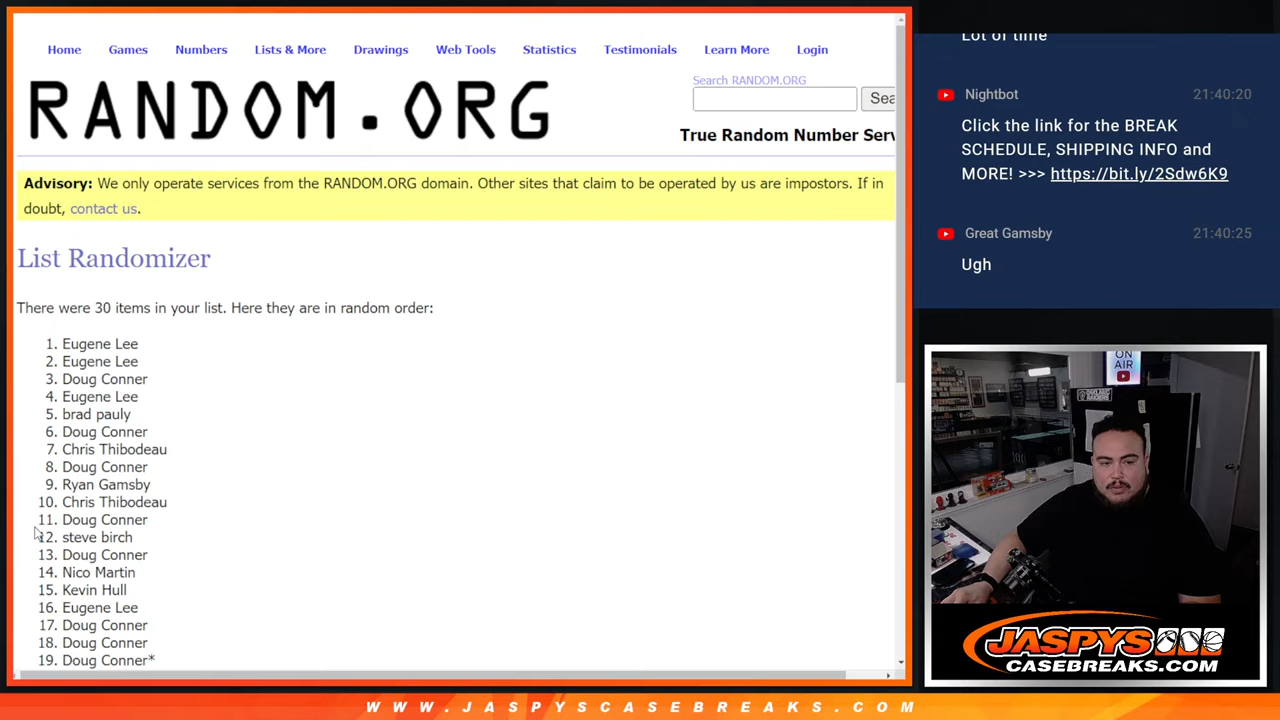 Home Games Numbers Lists & More Drawings Web Tools Statistics Testimonials Learn More Login
RANDOM.ORG
Search RANDOM.ORG
Sea
True Random Number Serv
Advisory: We only operate services from the RANDOM.ORG domain. Other sites that claim to be operated by us are impostors. If in
doubt, contact us.
List Randomizer
There were 30 items in your list. Here they are in random order:
1. Eugene Lee
2. Eugene Lee
3. Doug Conner
4. Eugene Lee
5. brad pauly
6. Doug Conner
7. Chris Thibodeau
8. Doug Conner
9. Ryan Gamsby
10. Chris Thibodeau
11. Doug Conner
12. steve birch
13. Doug Conner
14. Nico Martin
15. Kevin Hull
16. Eugene Lee
17. Doug Conner
18. Doug Conner
19. Doug Conner*
Lot of time
Nightbot 21:40:20
Click the link for the BREAK
SCHEDULE, SHIPPING INFO and
MORE! >>> https://bit.ly/2Sdw6K9
Great Gamsby 21:40:25
Ugh
ON
AIR
JASPYS
CASEBREAKS.COM
WWW.JASPYSCASEBREAKS.COM